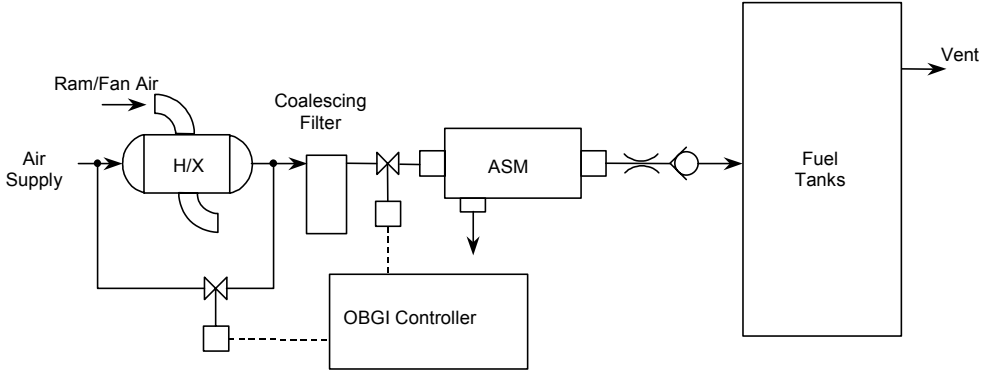 Ram/Fan Air
Air
Supply
H/X
Coalescing
Filter
ASM
OBGI Controller
Fuel
Tanks
Vent